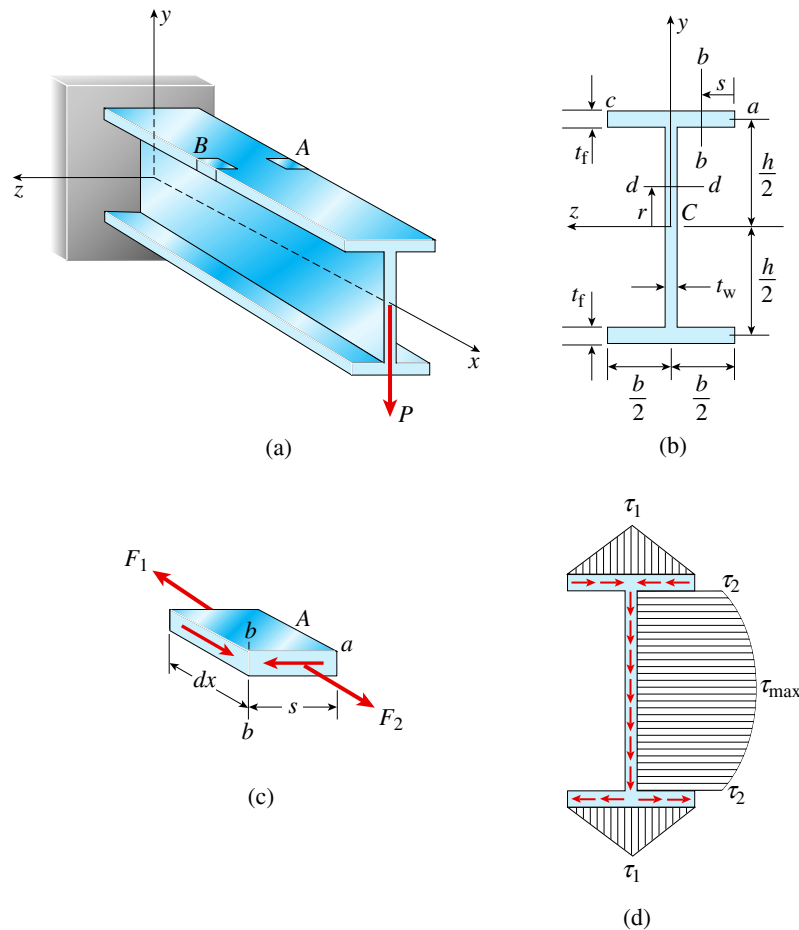 y
B
A
z
x
P
(a)
y
b
s
c
a
t_f
b
h/2
d
d
r
z
C
t_f
t_w
h/2
b/2
b/2
(b)
F_1
A
b
a
dx
s
F_2
b
(c)
τ_1
τ_2
τ_max
τ_2
τ_1
(d)